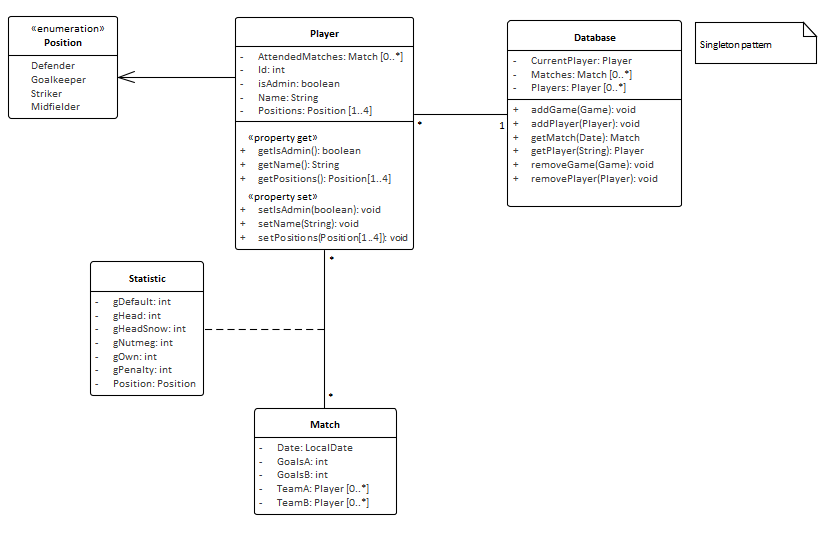 «enumeration»
Position
Defender
Goalkeeper
Striker
Midfielder
Player
- AttendedMatches: Match [0..*]
- Id: int
- isAdmin: boolean
- Name: String
- Positions: Position [1..4]
«property get»
+ getIsAdmin(): boolean
+ getName(): String
+ getPositions(): Position[1..4]
«property set»
+ setIsAdmin(boolean): void
+ setName(String): void
+ setPositions(Position[1..4]): void
*
1
Database
- CurrentPlayer: Player
- Matches: Match [0..*]
- Players: Player [0..*]
+ addGame(Game): void
+ addPlayer(Player): void
+ getMatch(Date): Match
+ getPlayer(String): Player
+ removeGame(Game): void
+ removePlayer(Player): void
Singleton pattern
*
Statistic
- gDefault: int
- gHead: int
- gHeadSnow: int
- gNutmeg: int
- gOwn: int
- gPenalty: int
- Position: Position
*
Match
- Date: LocalDate
- GoalsA: int
- GoalsB: int
- TeamA: Player [0..*]
- TeamB: Player [0..*]